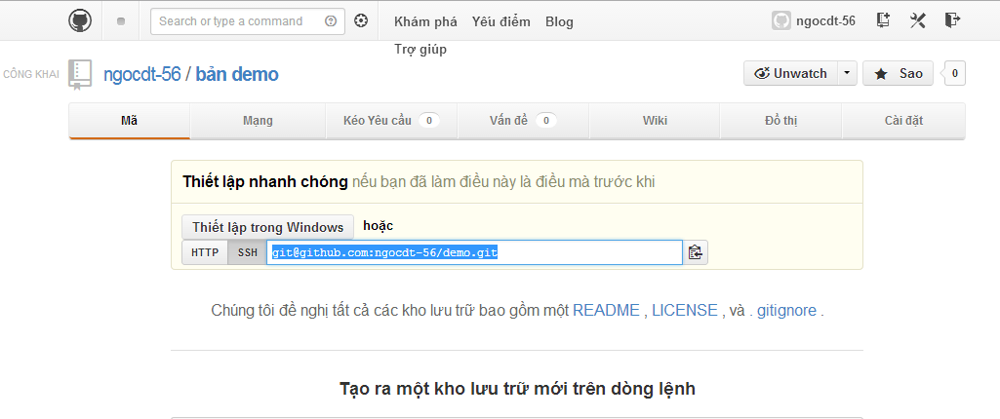 Search or type a command
Khám phá Yếu điểm Blog
Trợ giúp
ngocdt-56
CÔNG KHAI
ngocdt-56 / bản demo
Unwatch
Sao
0
Mã
Mạng
Kéo Yêu cầu 0
Vấn đề 0
Wiki
Đồ thị
Cài đặt
Thiết lập nhanh chóng nếu bạn đã làm điều này là điều mà trước khi
Thiết lập trong Windows hoặc
HTTP SSH git@github.com:ngocdt-56/demo.git
Chúng tôi đề nghị tất cả các kho lưu trữ bao gồm một README , LICENSE , và . gitignore .
Tạo ra một kho lưu trữ mới trên dòng lệnh